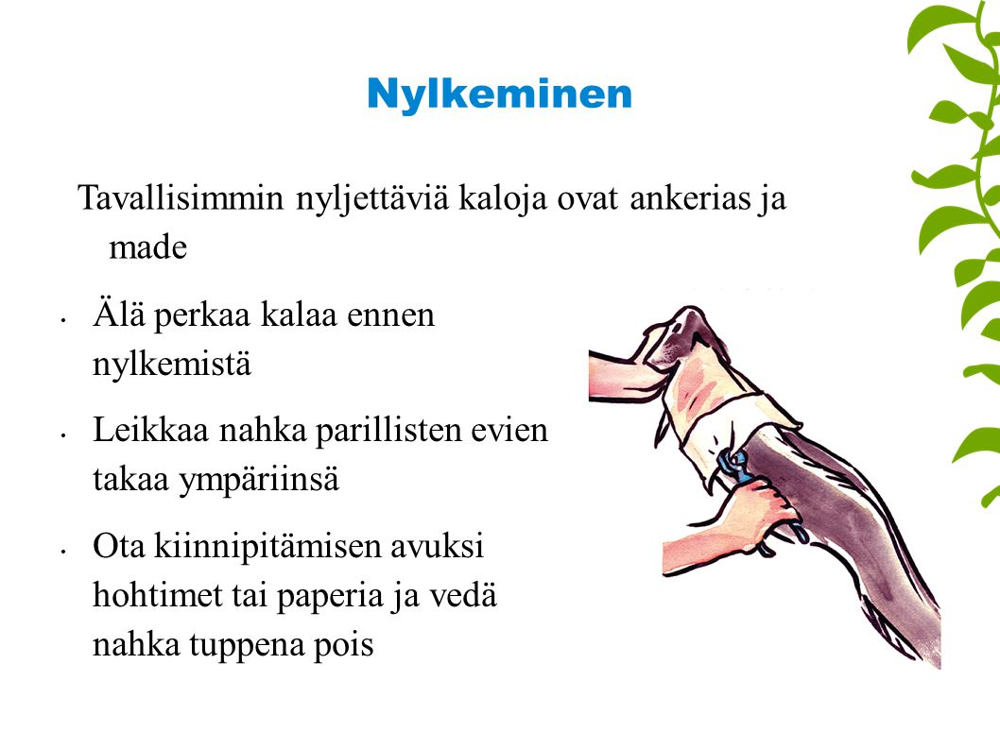 Nylkeminen
Tavallisimmin nyljettäviä kaloja ovat ankerias ja
made
• Älä perkaa kalaa ennen
nylkemistä
• Leikkaa nahka parillisten evien
takaa ympäriinsä
• Ota kiinnipitämisen avuksi
hohtimet tai paperia ja vedä
nahka tuppena pois